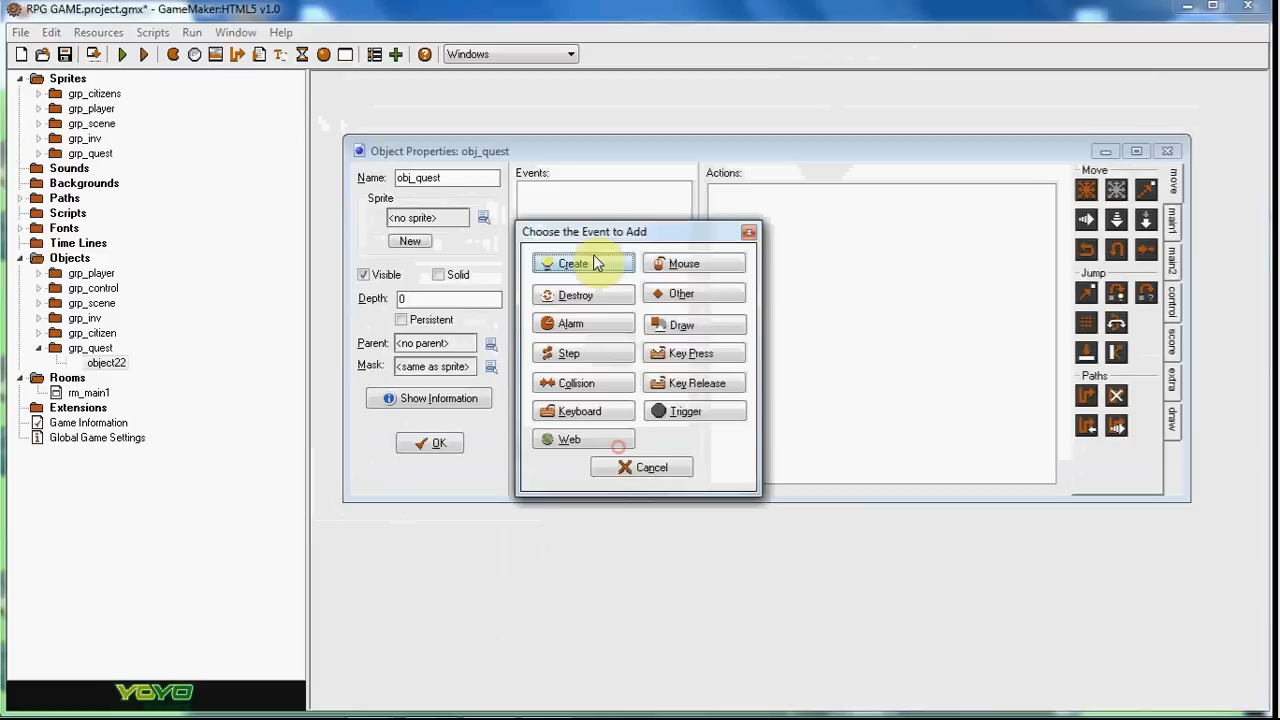 RPG GAME.project.gmx* - GameMaker:HTML5 v1.0
File Edit Resources Scripts Run Window Help
Windows
Sprites
grp_citizens
grp_player
grp_scene
grp_inv
grp_quest
Sounds
Backgrounds
Paths
Scripts
Fonts
Time Lines
Objects
grp_player
grp_control
grp_scene
grp_inv
grp_citizen
grp_quest
object22
Rooms
rm_main1
Extensions
Game Information
Global Game Settings
YOYO
Object Properties: obj_quest
Name: obj_quest
Sprite
<no sprite>
New
Visible Solid
Depth: 0
Persistent
Parent: <no parent>
Mask: <same as sprite>
Show Information
OK
Events:
Actions:
Choose the Event to Add
Create Mouse
Destroy Other
Alarm Draw
Step Key Press
Collision Key Release
Keyboard Trigger
Web
Cancel
Move
Jump
Paths
move
main1
main2
control
score
extra
draw